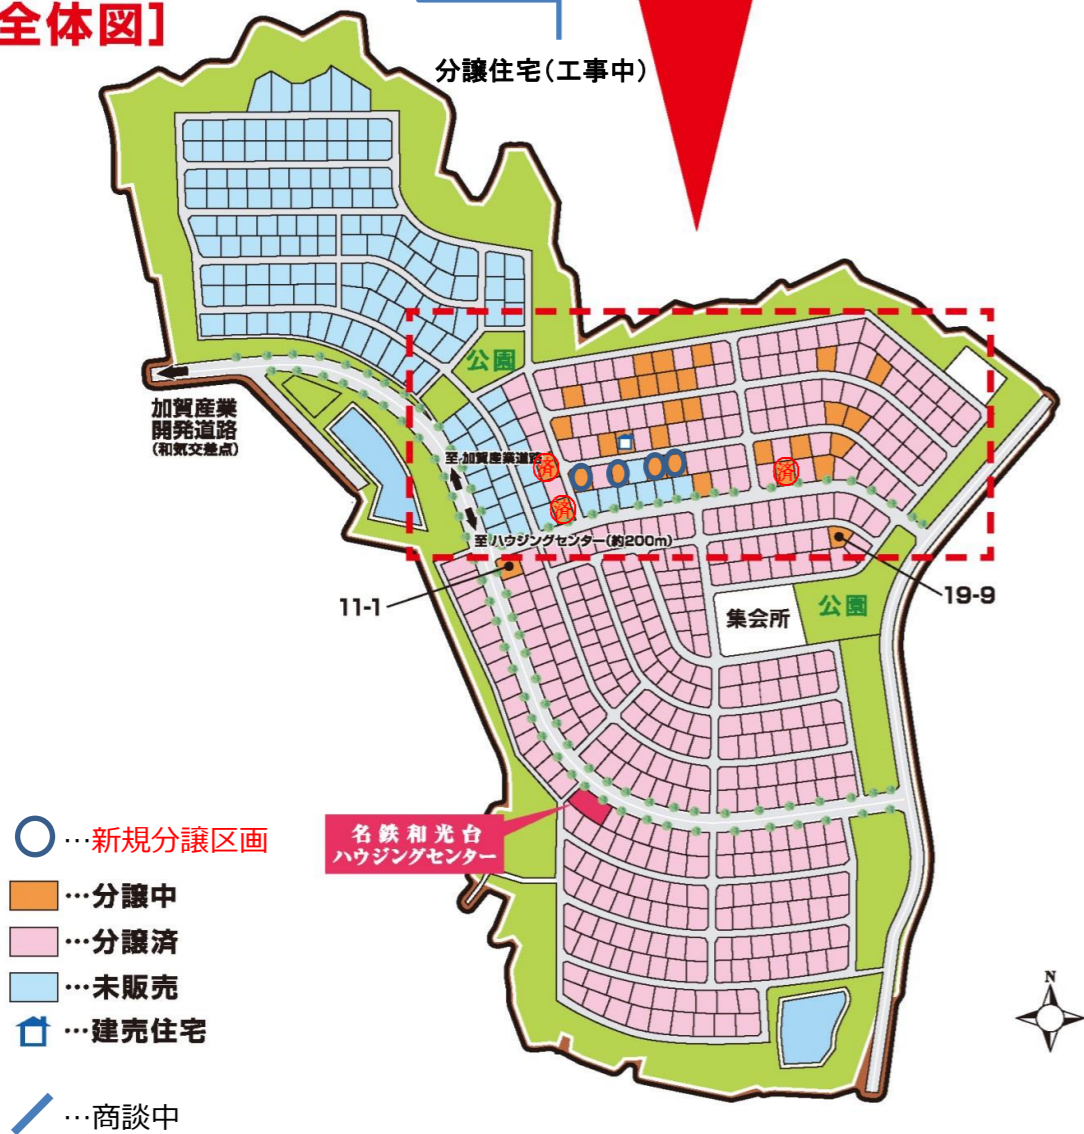 全体図]
分譲住宅(工事中)
公園
加賀産業
開発道路
(和気交差点)
至 加賀産業道路
済
済
済
至 ハウジングセンター(約200m)
11-1
19-9
集会所
公園
名鉄和光台
ハウジングセンター
…新規分譲区画
…分譲中
…分譲済
…未販売
…建売住宅
…商談中
N